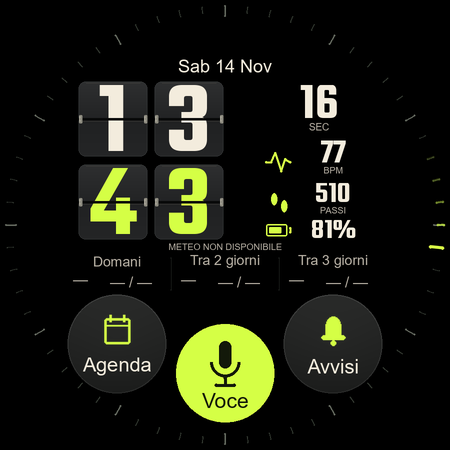 Sab 14 Nov
13
16
SEC
77
BPM
43
510
PASSI
81%
METEO NON DISPONIBILE
Domani Tra 2 giorni Tra 3 giorni
— —/— — —/— — —/—
Agenda
Voce
Avvisi